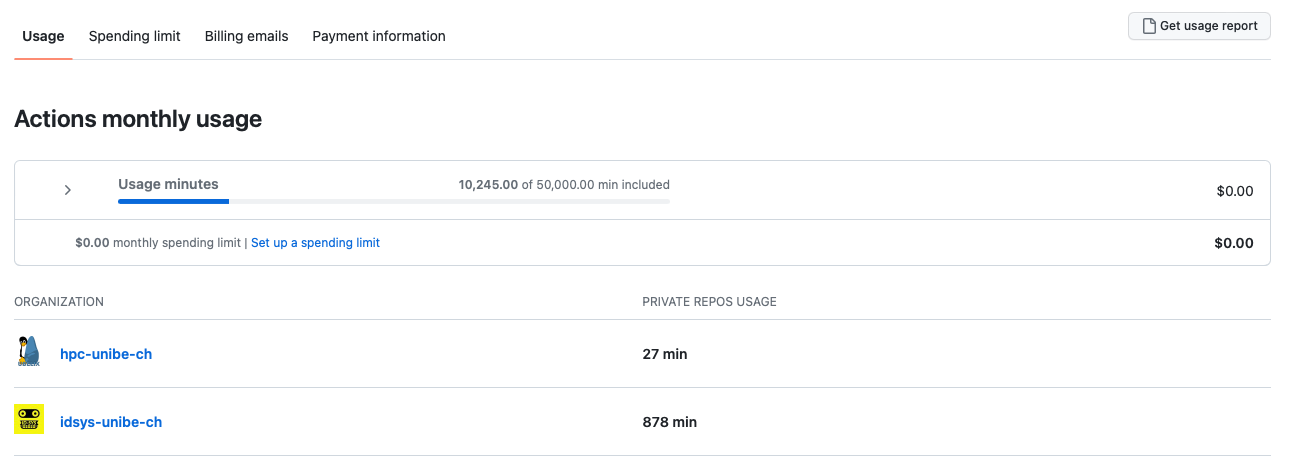 Usage Spending limit Billing emails Payment information Get usage report
Actions monthly usage
Usage minutes 10,245.00 of 50,000.00 min included $0.00
$0.00 monthly spending limit | Set up a spending limit $0.00
ORGANIZATION PRIVATE REPOS USAGE
hpc-unibe-ch 27 min
idsys-unibe-ch 878 min